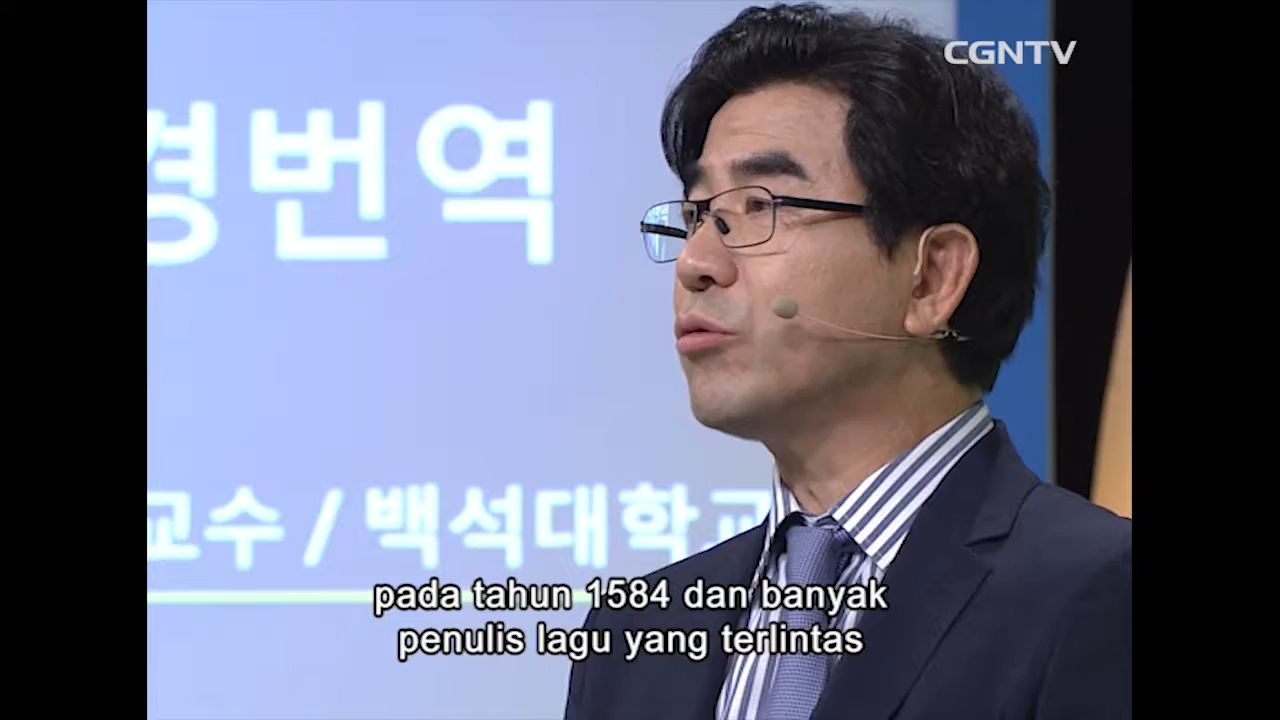 CGNTV
경번역
교수 / 백석대학교
pada tahun 1584 dan banyak
penulis lagu yang terlintas